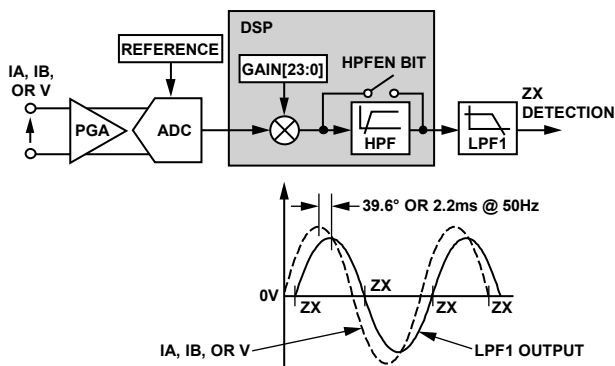 DSP
REFERENCE
HPFEN BIT
GAIN[23:0]
IA, IB,
OR V
ZX
DETECTION
PGA
ADC
HPF
LPF1
39.6° OR 2.2ms @ 50Hz
ZX
0V
ZX
ZX
ZX
IA, IB, OR V
LPF1 OUTPUT